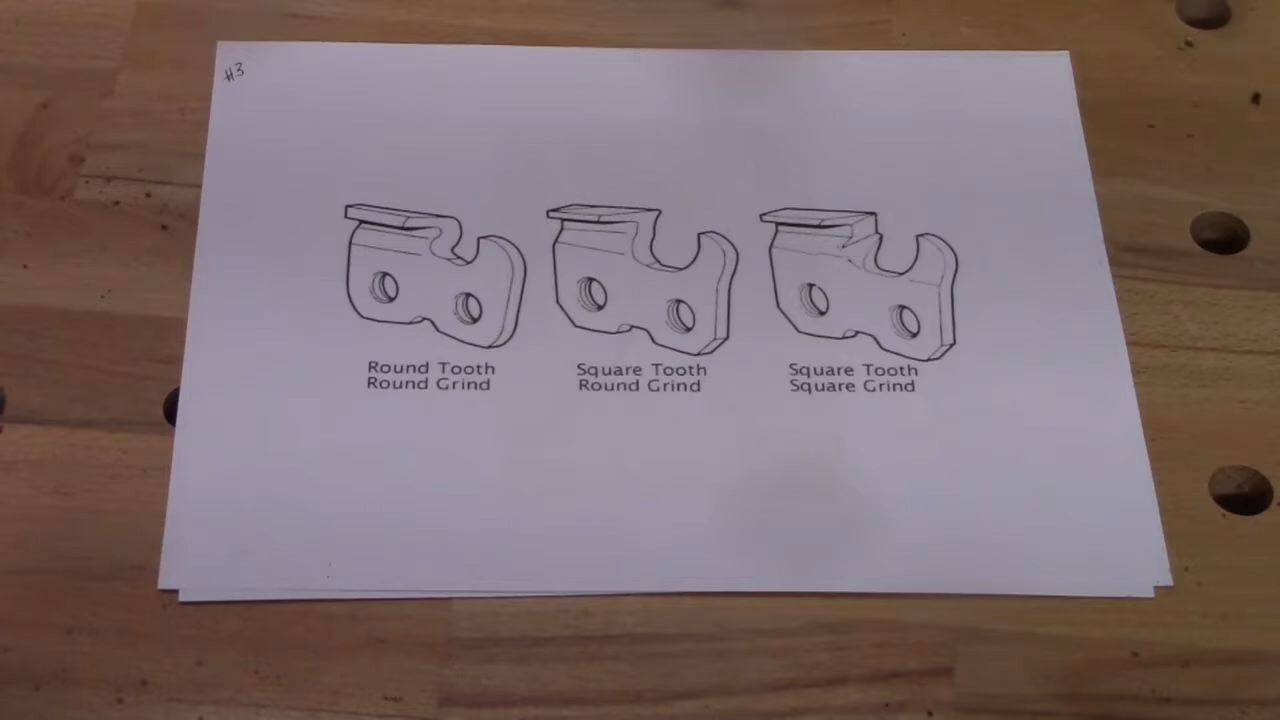 #3
Round Tooth
Round Grind
Square Tooth
Round Grind
Square Tooth
Square Grind